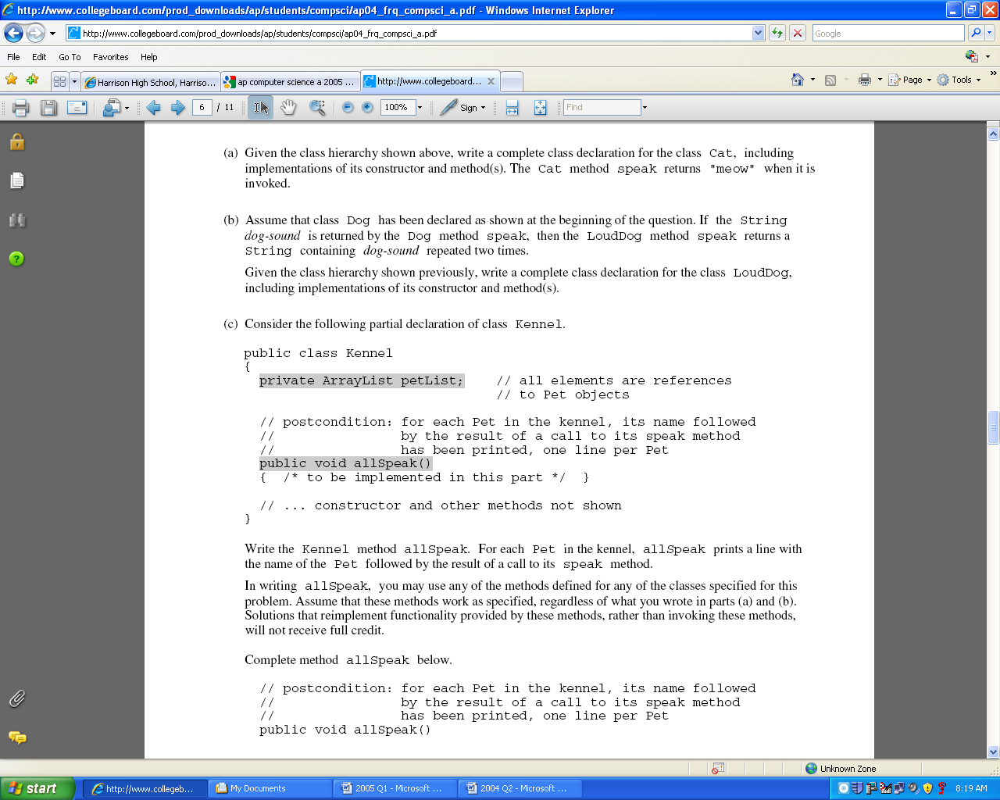 http://www.collegeboard.com/prod_downloads/ap/students/compsci/ap04_frq_compsci_a.pdf - Windows Internet Explorer
http://www.collegeboard.com/prod_downloads/ap/students/compsci/ap04_frq_compsci_a.pdf
Google
File Edit Go To Favorites Help
Harrison High School, Harriso...
ap computer science a 2005 ...
http://www.collegeboard...
Page
Tools
6 / 11
100%
Sign
Find
(a) Given the class hierarchy shown above, write a complete class declaration for the class Cat, including
implementations of its constructor and method(s). The Cat method speak returns "meow" when it is
invoked.
(b) Assume that class Dog has been declared as shown at the beginning of the question. If the String
dog-sound is returned by the Dog method speak, then the LoudDog method speak returns a
String containing dog-sound repeated two times.
Given the class hierarchy shown previously, write a complete class declaration for the class LoudDog,
including implementations of its constructor and method(s).
(c) Consider the following partial declaration of class Kennel.
public class Kennel
{
private ArrayList petList; // all elements are references
// to Pet objects
// postcondition: for each Pet in the kennel, its name followed
// by the result of a call to its speak method
// has been printed, one line per Pet
public void allSpeak()
{ /* to be implemented in this part */ }
// ... constructor and other methods not shown
}
Write the Kennel method allSpeak. For each Pet in the kennel, allSpeak prints a line with
the name of the Pet followed by the result of a call to its speak method.
In writing allSpeak, you may use any of the methods defined for any of the classes specified for this
problem. Assume that these methods work as specified, regardless of what you wrote in parts (a) and (b).
Solutions that reimplement functionality provided by these methods, rather than invoking these methods,
will not receive full credit.
Complete method allSpeak below.
// postcondition: for each Pet in the kennel, its name followed
// by the result of a call to its speak method
// has been printed, one line per Pet
public void allSpeak()
Unknown Zone
start
http://www.collegeb...
My Documents
2005 Q1 - Microsoft ...
2004 Q2 - Microsoft ...
8:19 AM